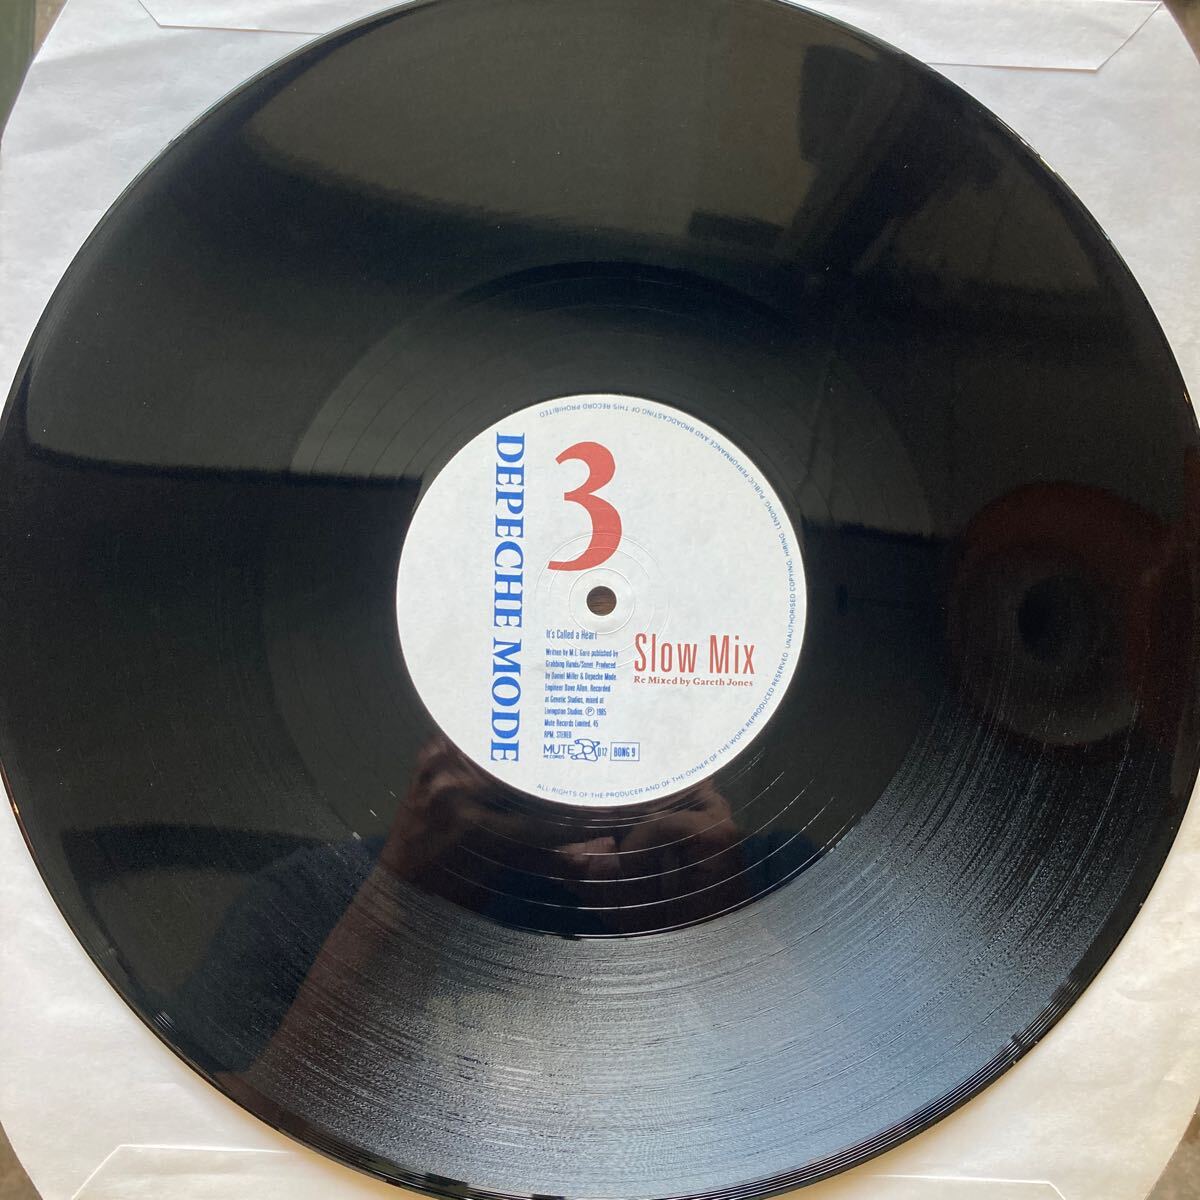 DEPECHE MODE
3
It's Called a Heart
Written by M.L. Gore published by
Grabbing Hands/Sonet. Produced
by Daniel Miller & Depeche Mode.
Engineer Dave Allen. Recorded
at Genetic Studios, mixed at
Livingston Studios. ℗ 1985
Mute Records Limited. 45
RPM, STEREO
Slow Mix
Re Mixed by Gareth Jones
MUTE
RECORDS
D12 BONG 9
ALL RIGHTS OF THE PRODUCER AND OF THE OWNER OF THE WORK REPRODUCED RESERVED. UNAUTHORISED COPYING, HIRING, LENDING, PUBLIC PERFORMANCE AND BROADCASTING OF THIS RECORD PROHIBITED